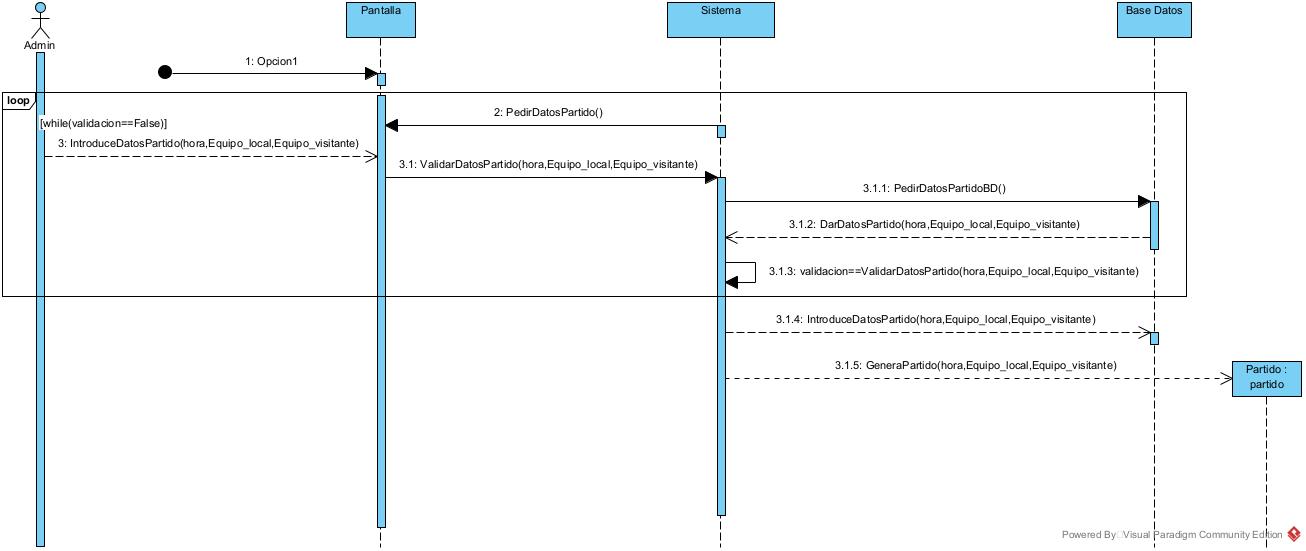 Pantalla
Sistema
Base Datos
Admin
1: Opcion1
loop
2: PedirDatosPartido()
[while(validacion==False)]
3: IntroduceDatosPartido(hora,Equipo_local,Equipo_visitante)
3.1: ValidarDatosPartido(hora,Equipo_local,Equipo_visitante)
3.1.1: PedirDatosPartidoBD()
3.1.2: DarDatosPartido(hora,Equipo_local,Equipo_visitante)
3.1.3: validacion==ValidarDatosPartido(hora,Equipo_local,Equipo_visitante)
3.1.4: IntroduceDatosPartido(hora,Equipo_local,Equipo_visitante)
3.1.5: GeneraPartido(hora,Equipo_local,Equipo_visitante)
Partido :
partido
Powered By Visual Paradigm Community Edition